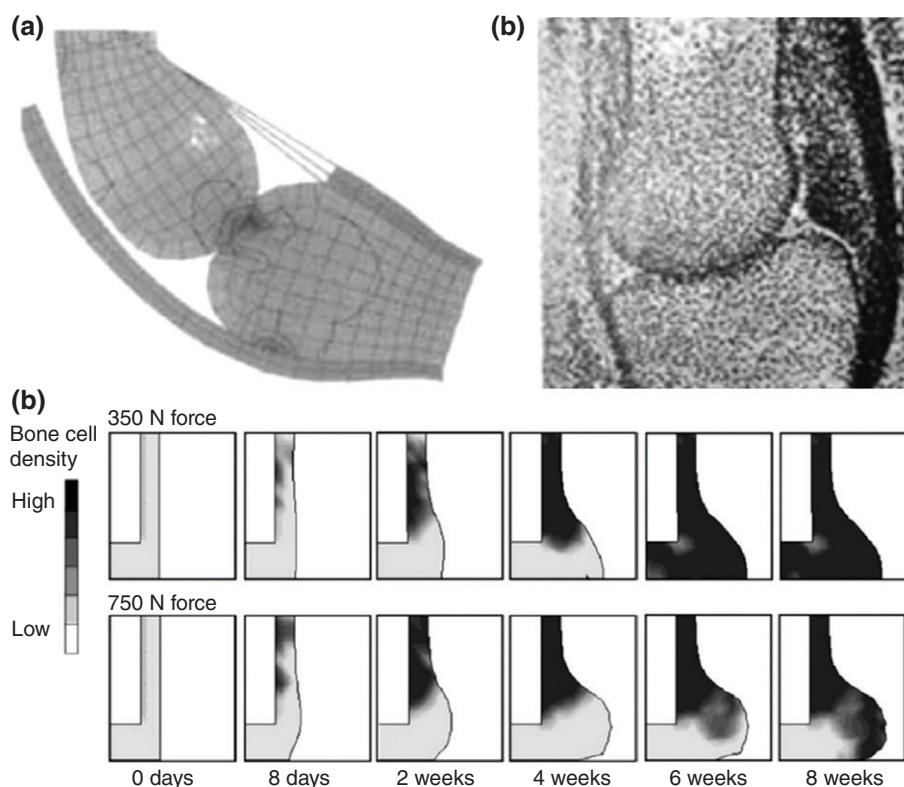 (a)
(b)
(b)
350 N force
Bone cell
density
High
Low
750 N force
0 days
8 days
2 weeks
4 weeks
6 weeks
8 weeks